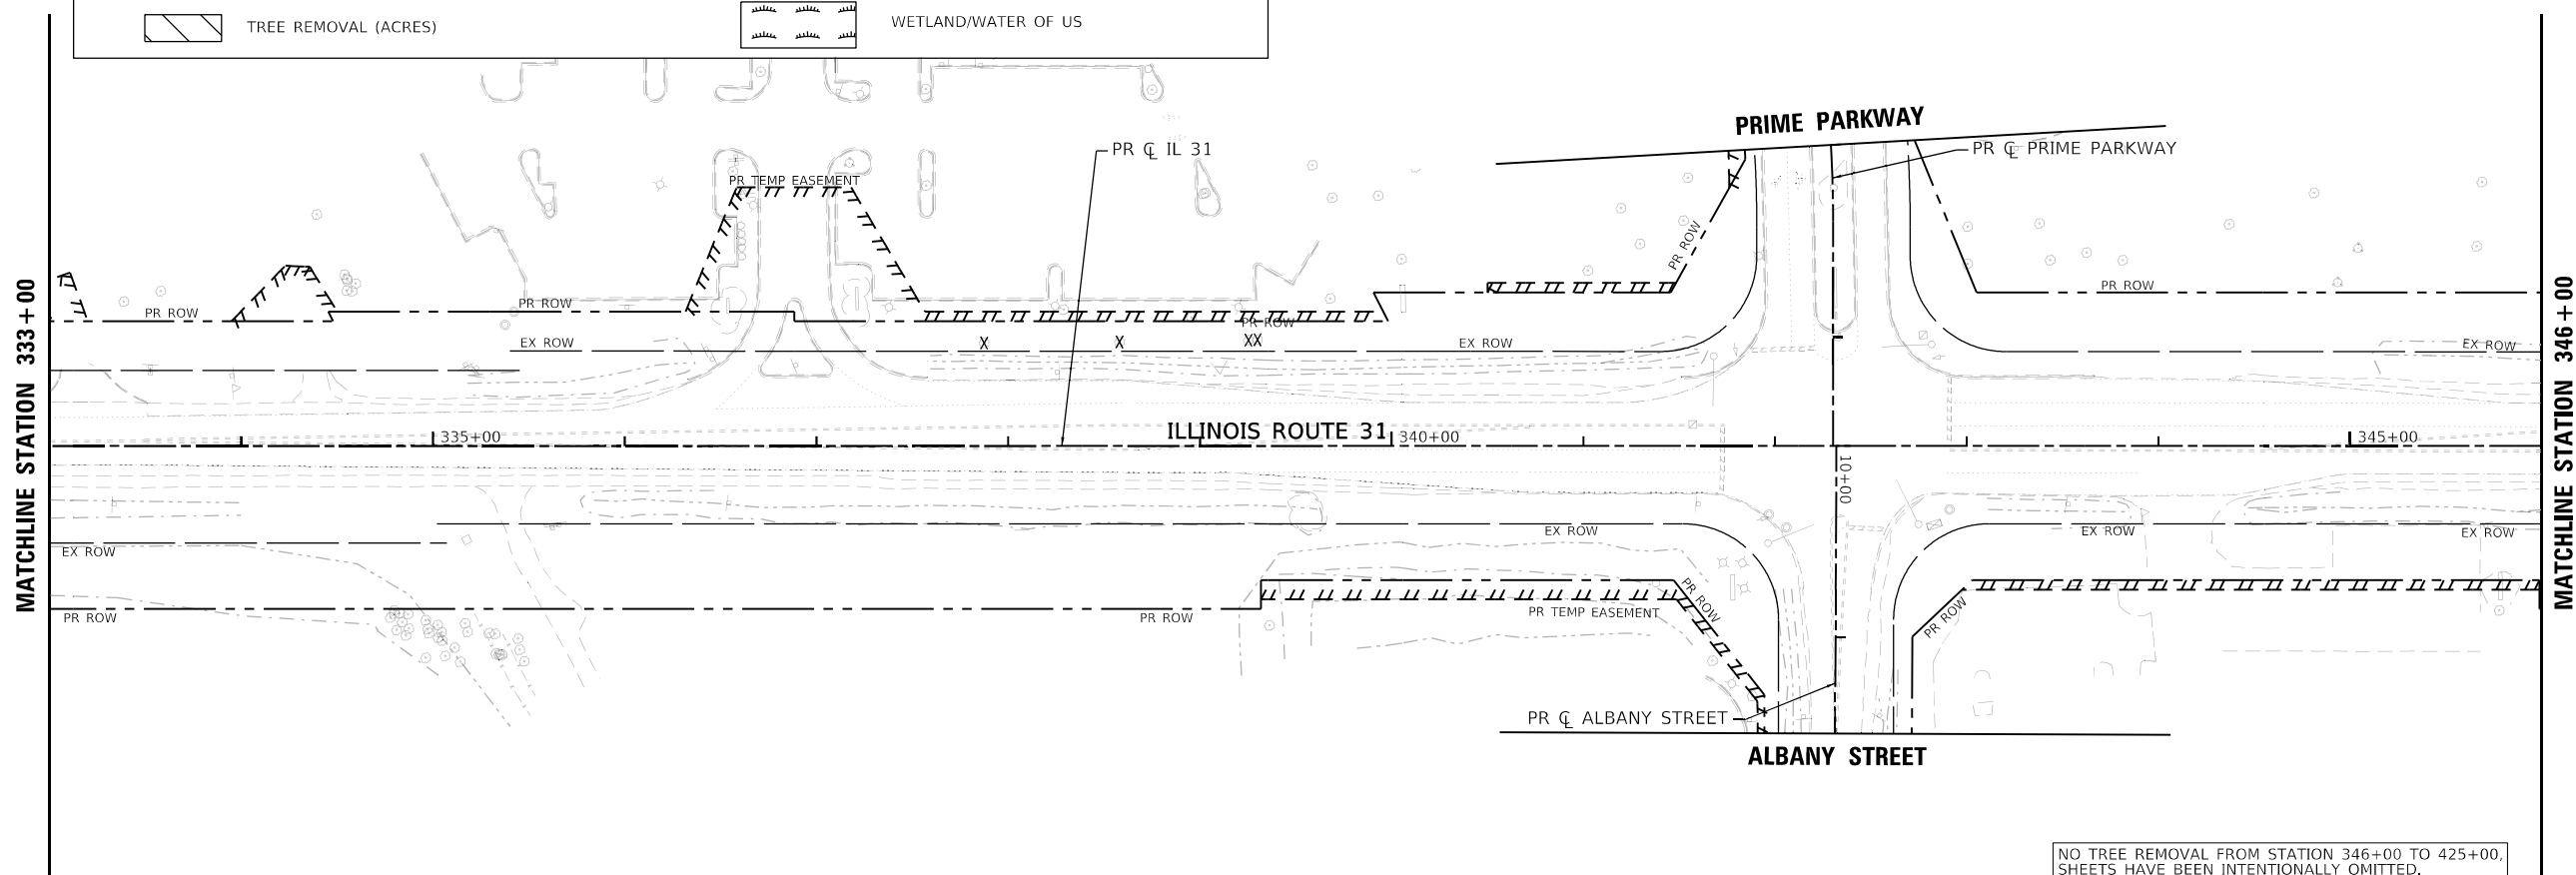 TREE REMOVAL (ACRES)
WETLAND/WATER OF US
PRIME PARKWAY
PR ℄ IL 31
PR ℄ PRIME PARKWAY
PR TEMP EASEMENT
PR ROW
PR ROW
PR ROW
PR ROW
PR ROW
EX ROW
EX ROW
EX ROW
X
X
XX
MATCHLINE STATION 333+00
MATCHLINE STATION 346+00
335+00
ILLINOIS ROUTE 31
340+00
345+00
10+00
EX ROW
EX ROW
EX ROW
EX ROW
PR ROW
PR ROW
PR TEMP EASEMENT
PR ROW
PR ROW
PR ℄ ALBANY STREET
ALBANY STREET
NO TREE REMOVAL FROM STATION 346+00 TO 425+00,
SHEETS HAVE BEEN INTENTIONALLY OMITTED.